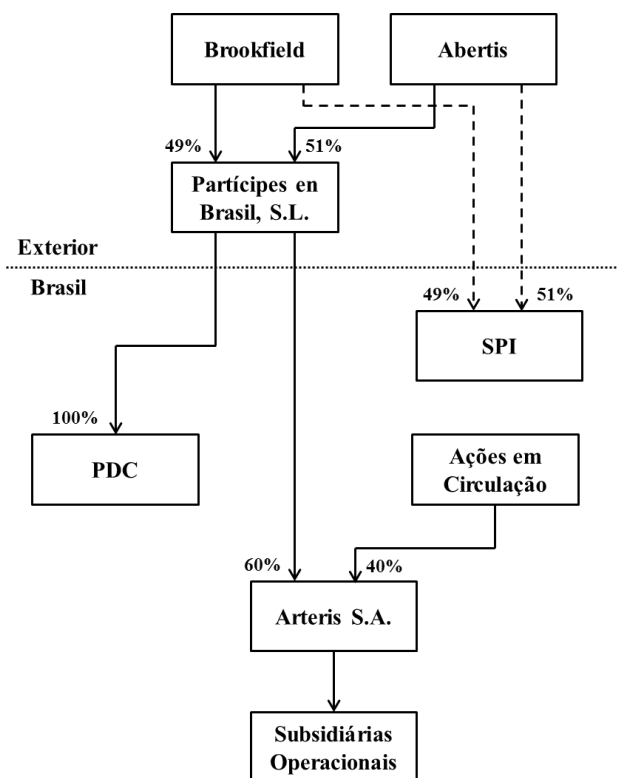 Brookfield
Abertis
49%
51%
Partícipes en
Brasil, S.L.
Exterior
Brasil
49%
51%
SPI
100%
PDC
Ações em
Circulação
60%
40%
Arteris S.A.
Subsidiárias
Operacionais